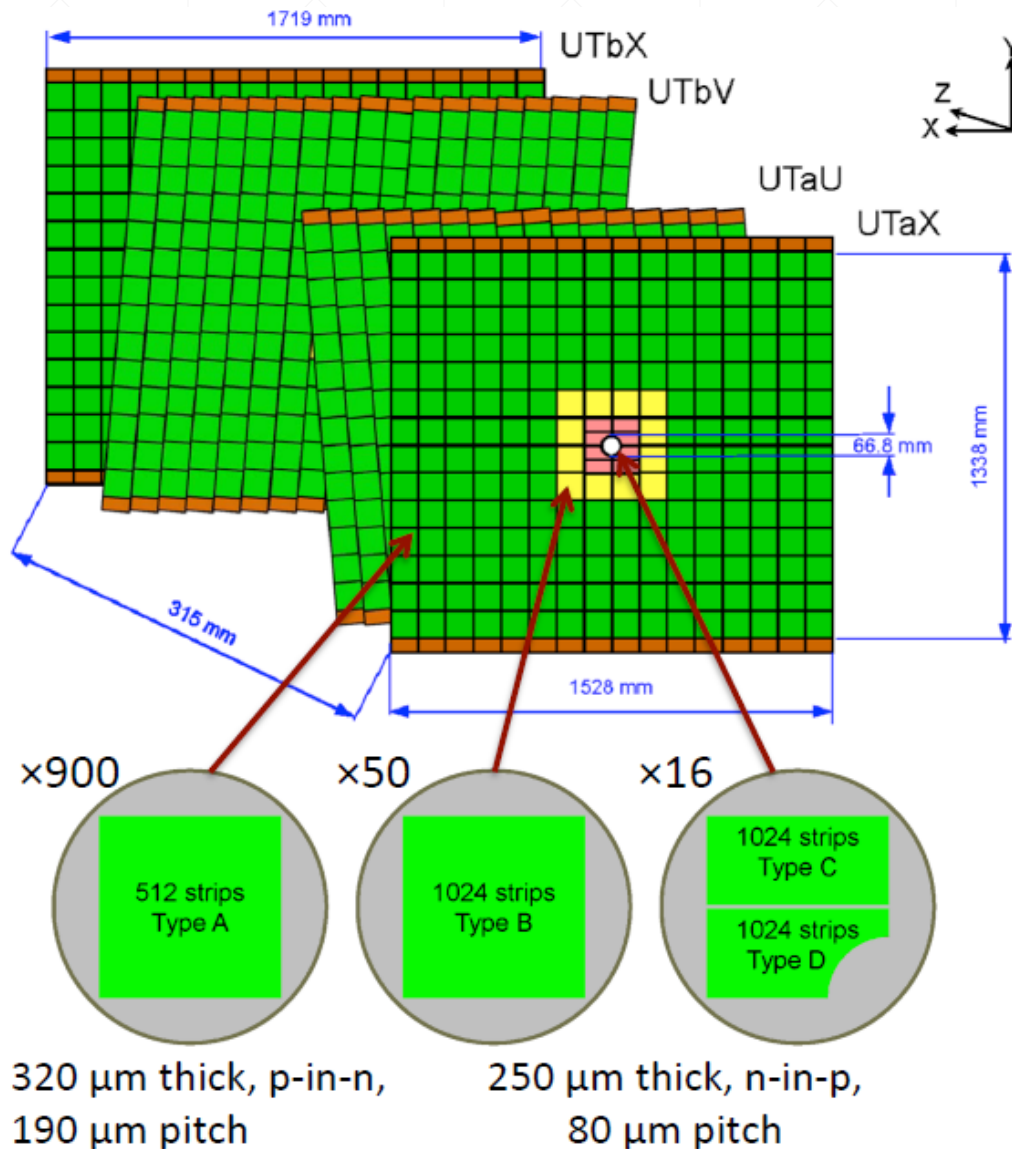 1719 mm
UTbX
UTbV
Y
Z
X
UTaU
UTaX
66.8 mm
1338 mm
315 mm
1528 mm
×900
×50
×16
512 strips
Type A
1024 strips
Type B
1024 strips
Type C
1024 strips
Type D
320 µm thick, p-in-n,
190 µm pitch
250 µm thick, n-in-p,
80 µm pitch